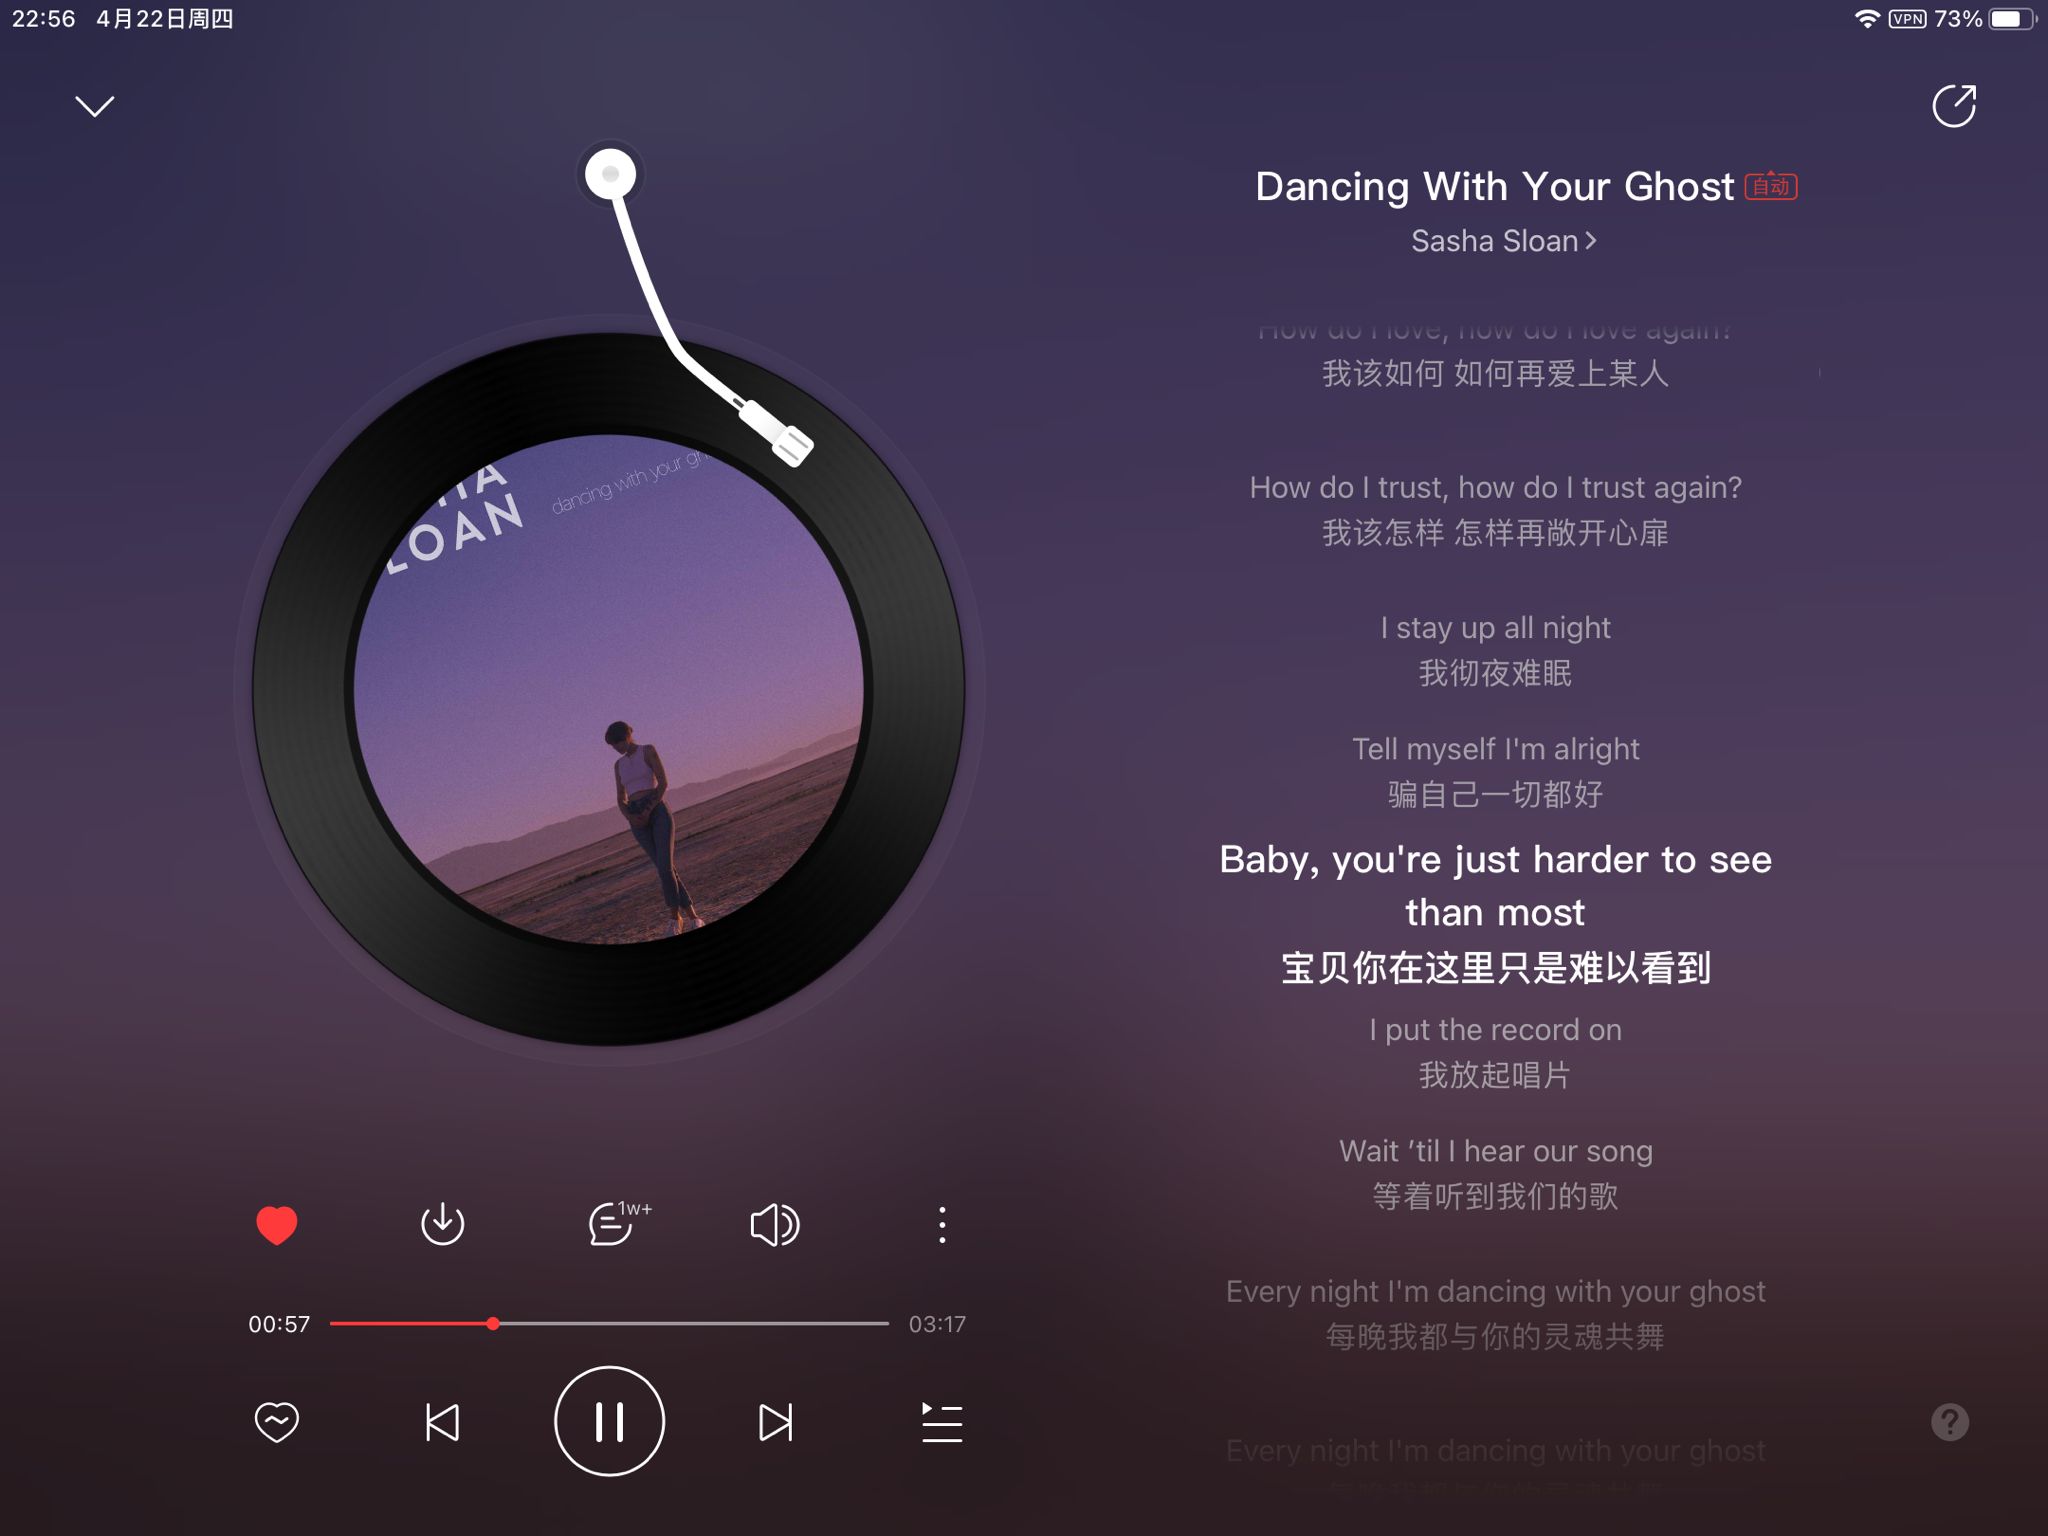 22:56 4月22日周四
VPN 73%
Dancing With Your Ghost 自动
Sasha Sloan
How do I love, how do I love again?
我该如何 如何再爱上某人
How do I trust, how do I trust again?
我该怎样 怎样再敞开心扉
I stay up all night
我彻夜难眠
Tell myself I'm alright
骗自己一切都好
Baby, you're just harder to see
than most
宝贝你在这里只是难以看到
I put the record on
我放起唱片
Wait ’til I hear our song
等着听到我们的歌
Every night I'm dancing with your ghost
每晚我都与你的灵魂共舞
Every night I'm dancing with your ghost
LOAN
dancing with your
1w+
00:57
03:17